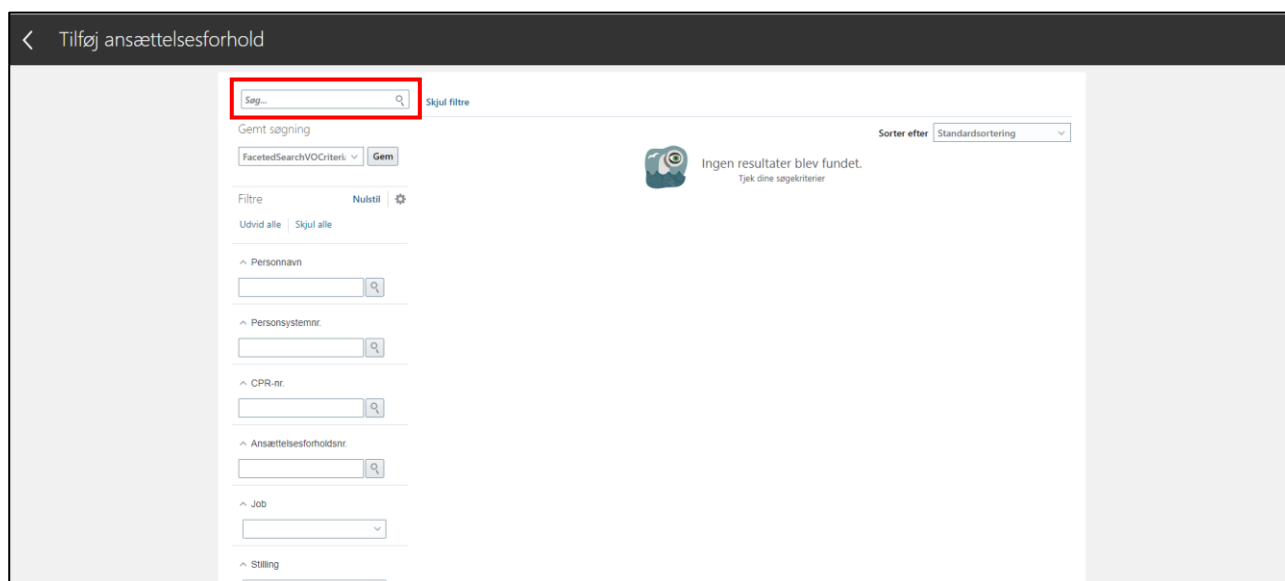 Tilføj ansættelsesforhold
Søg...
Skjul filtre
Gemt søgning
Sorter efter Standardsortering
FacetedSearchVOCriteri Gem
Ingen resultater blev fundet.
Tjek dine søgekriterier
Filtre Nulstil
Udvid alle Skjul alle
Personnavn
Personsystemnr.
CPR-nr.
Ansættelsesforholdsnr.
Job
Stilling